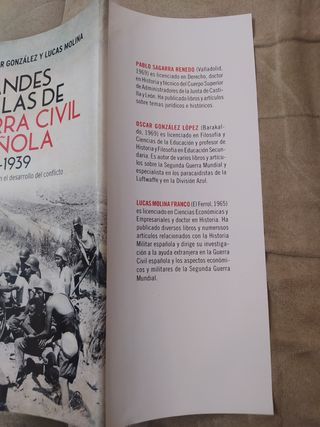 AR GONZÁLEZ Y LUCAS MOLINA
ANDES
LAS DE
RRA CIVIL
AÑOLA
-1939
n el desarrollo del conflicto
PABLO SAGARRA RENEDO (Valladolid,
1969) es licenciado en Derecho, doctor
en Historia y técnico del Cuerpo Superior
de Administradores de la Junta de Casti-
lla y León. Ha publicado libros y artículos
sobre temas jurídicos e históricos
ÓSCAR GONZÁLEZ LÓPEZ (Barakal-
do, 1969) es licenciado en Filosofía y
Ciencias de la Educación y profesor de
Historia y Filosofía en Educación Secun-
daria. Es autor de varios libros y artícu-
los sobre la Segunda Guerra Mundial y
especialista en los paracaidistas de la
Luftwaffe y en la División Azul.
LUCAS MOLINA FRANCO (El Ferrol, 1965)
es licenciado en Ciencias Económicas y
Empresariales y doctor en Historia. Ha
publicado diversos libros y numerosos
artículos relacionados con la Historia
Militar española y dirige su investiga-
ción a la ayuda extranjera en la Guerra
Civil española y los aspectos económi-
cos y militares de la Segunda Guerra
Mundial.